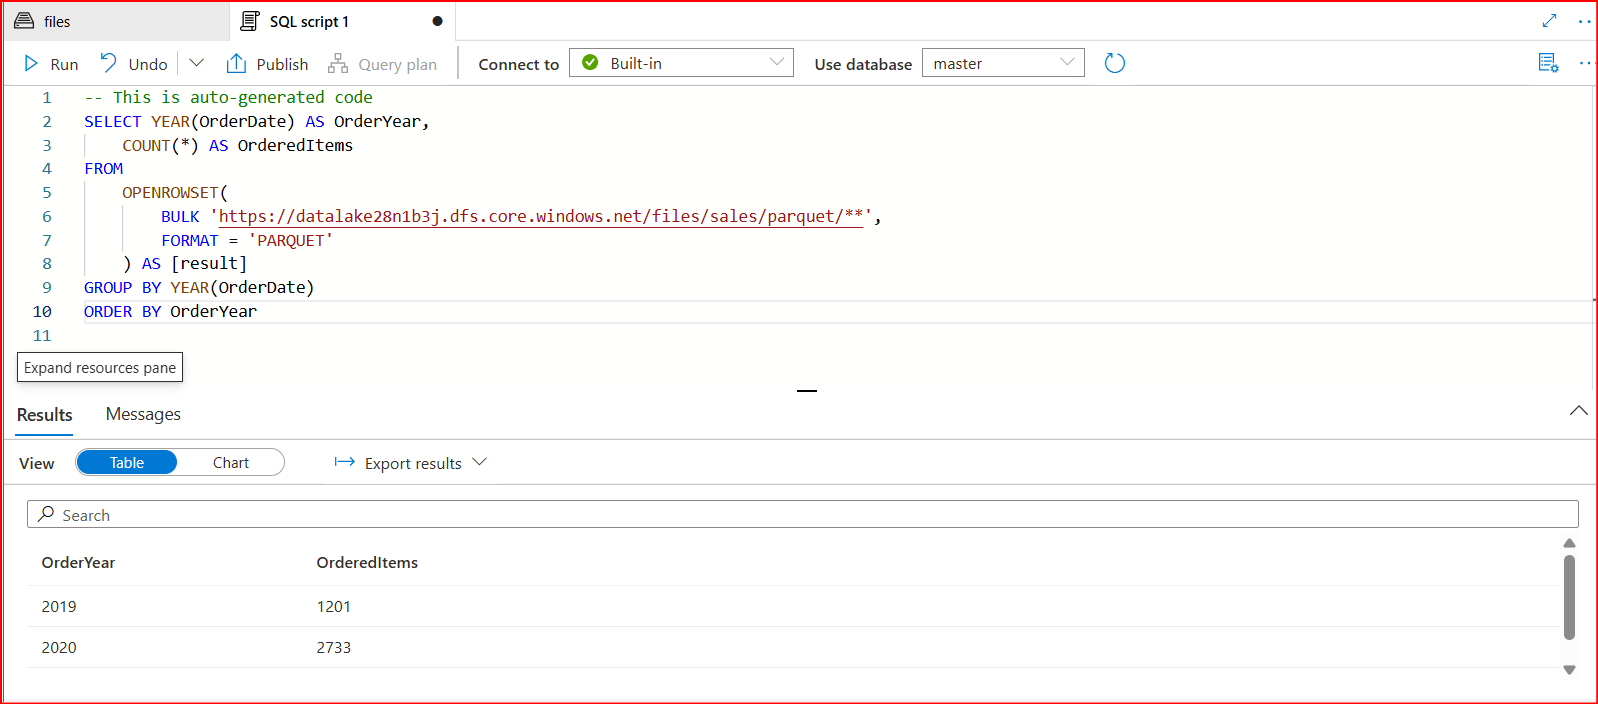 files
SQL script 1
Run Undo Publish Query plan Connect to Built-in Use database master
1 -- This is auto-generated code
2 SELECT YEAR(OrderDate) AS OrderYear,
3 COUNT(*) AS OrderedItems
4 FROM
5 OPENROWSET(
6 BULK 'https://datalake28n1b3j.dfs.core.windows.net/files/sales/parquet/**',
7 FORMAT = 'PARQUET'
8 ) AS [result]
9 GROUP BY YEAR(OrderDate)
10 ORDER BY OrderYear
11
Expand resources pane
Results Messages
View Table Chart Export results
Search
OrderYear OrderedItems
2019 1201
2020 2733